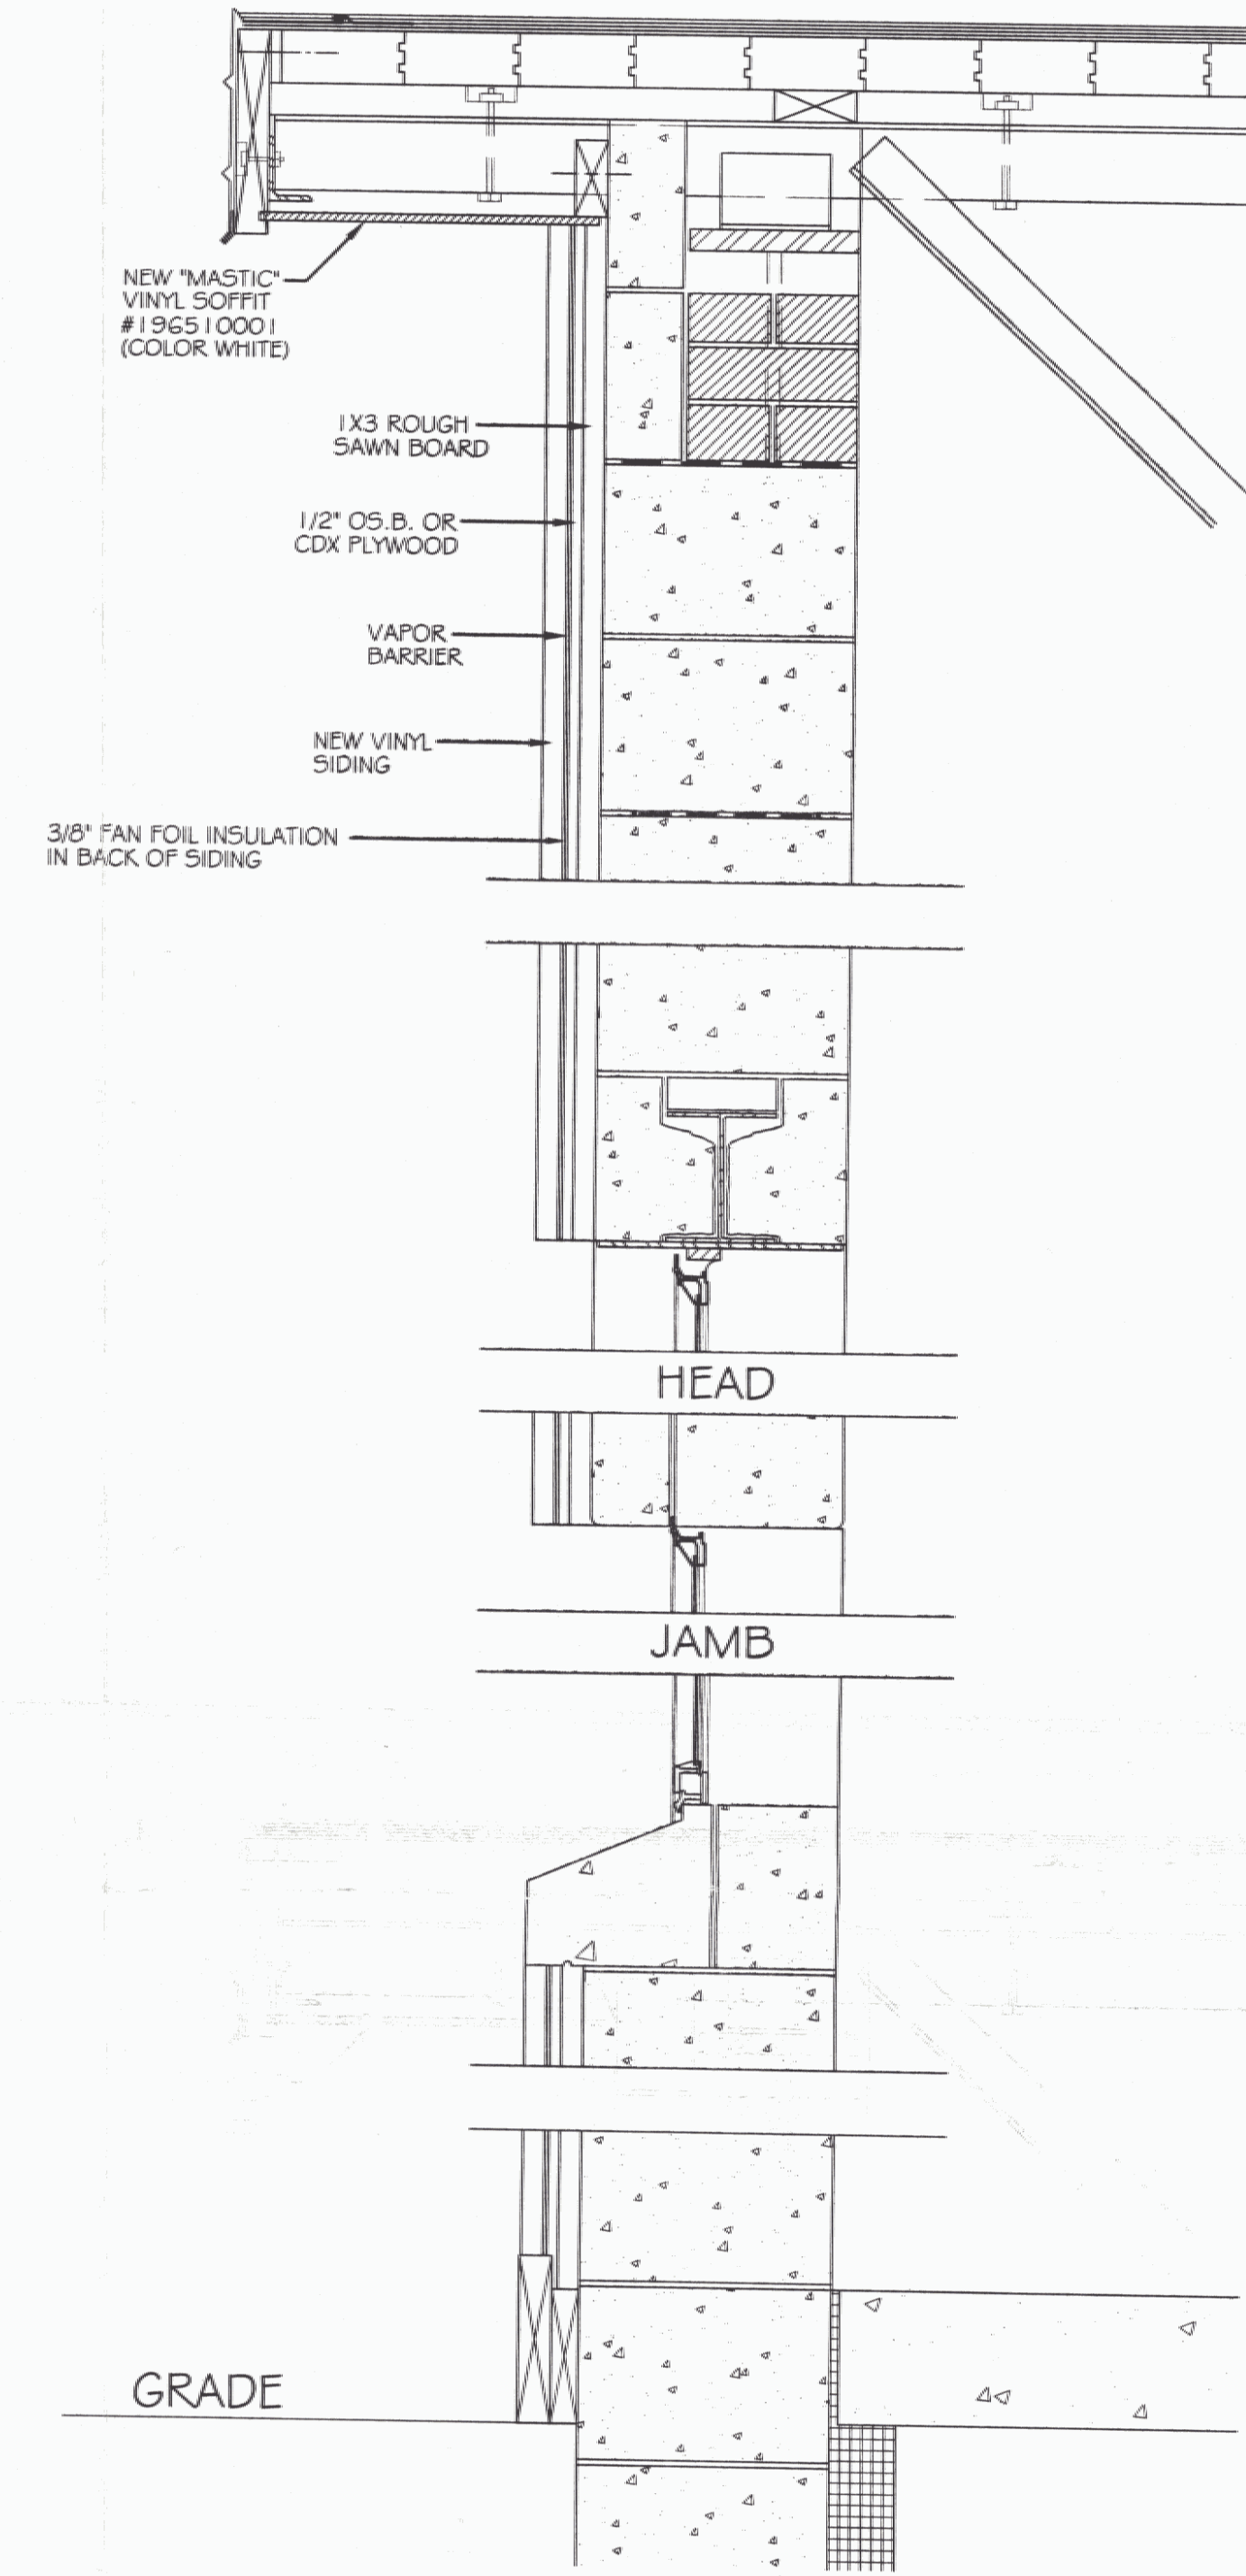 NEW "MASTIC"
VINYL SOFFIT
#196510001
(COLOR WHITE)
1X3 ROUGH
SAWN BOARD
1/2" OS.B. OR
CDX PLYWOOD
VAPOR
BARRIER
NEW VINYL
SIDING
3/8" FAN FOIL INSULATION
IN BACK OF SIDING
HEAD
JAMB
GRADE